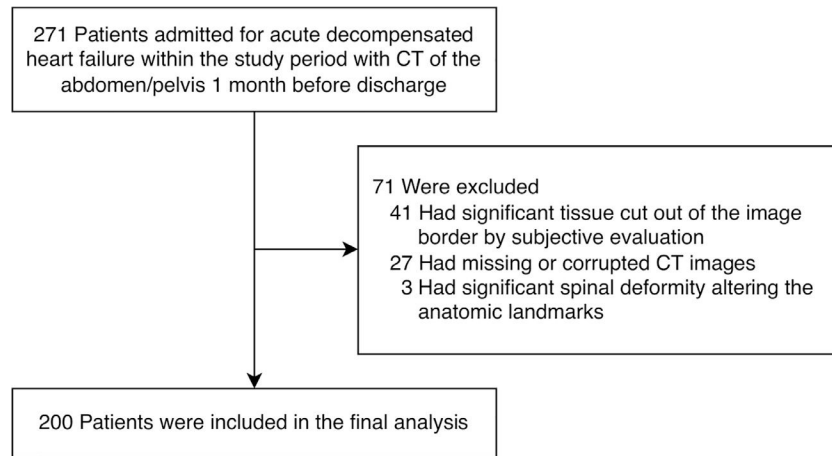 271 Patients admitted for acute decompensated
heart failure within the study period with CT of the
abdomen/pelvis 1 month before discharge
71 Were excluded
41 Had significant tissue cut out of the image
border by subjective evaluation
27 Had missing or corrupted CT images
3 Had significant spinal deformity altering the
anatomic landmarks
200 Patients were included in the final analysis